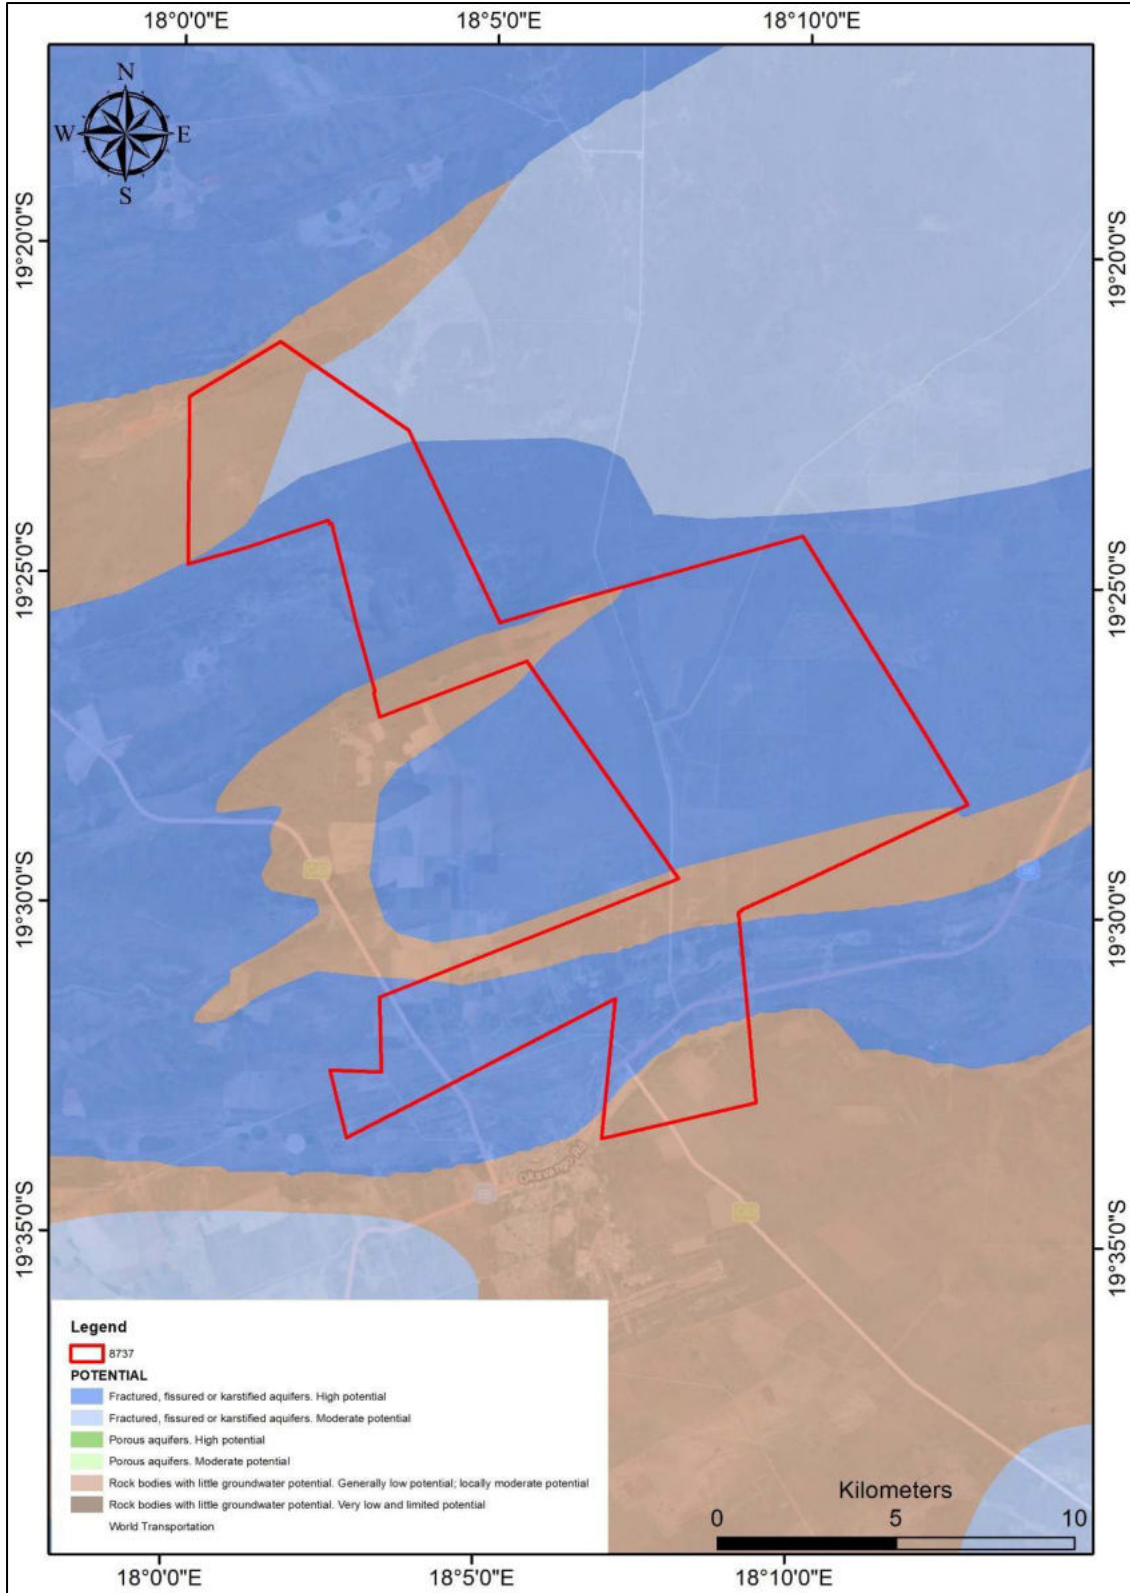 18°0'0"E 18°5'0"E 18°10'0"E
N
W E
S
19°20'0"S 19°20'0"S
19°25'0"S 19°25'0"S
19°30'0"S 19°30'0"S
Okavango Rd
19°35'0"S 19°35'0"S
Legend
8737
POTENTIAL
Fractured, fissured or karstified aquifers. High potential
Fractured, fissured or karstified aquifers. Moderate potential
Porous aquifers. High potential
Porous aquifers. Moderate potential
Rock bodies with little groundwater potential. Generally low potential; locally moderate potential
Rock bodies with little groundwater potential. Very low and limited potential
World Transportation
Kilometers
0 5 10
18°0'0"E 18°5'0"E 18°10'0"E